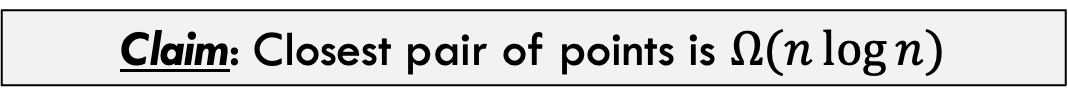 Claim: Closest pair of points is Ω(n log n)